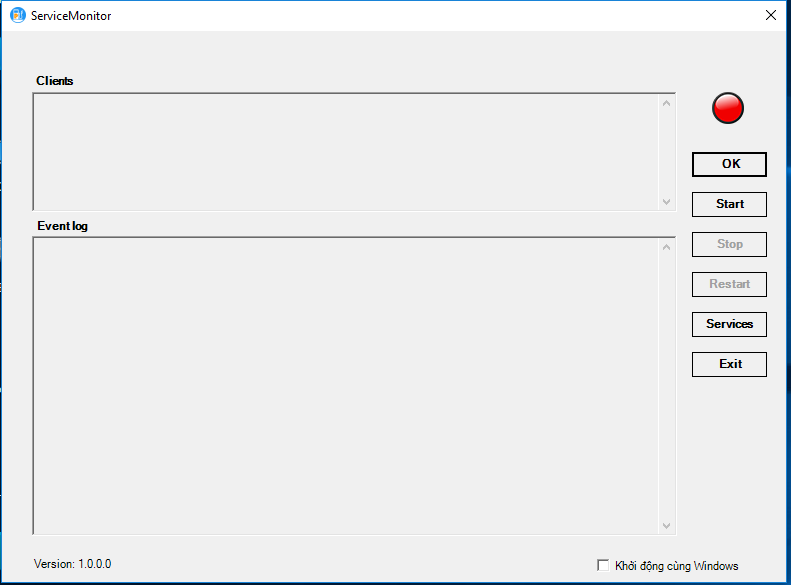 ServiceMonitor
Clients
OK
Start
Event log
Stop
Restart
Services
Exit
Version: 1.0.0.0
Khởi động cùng Windows